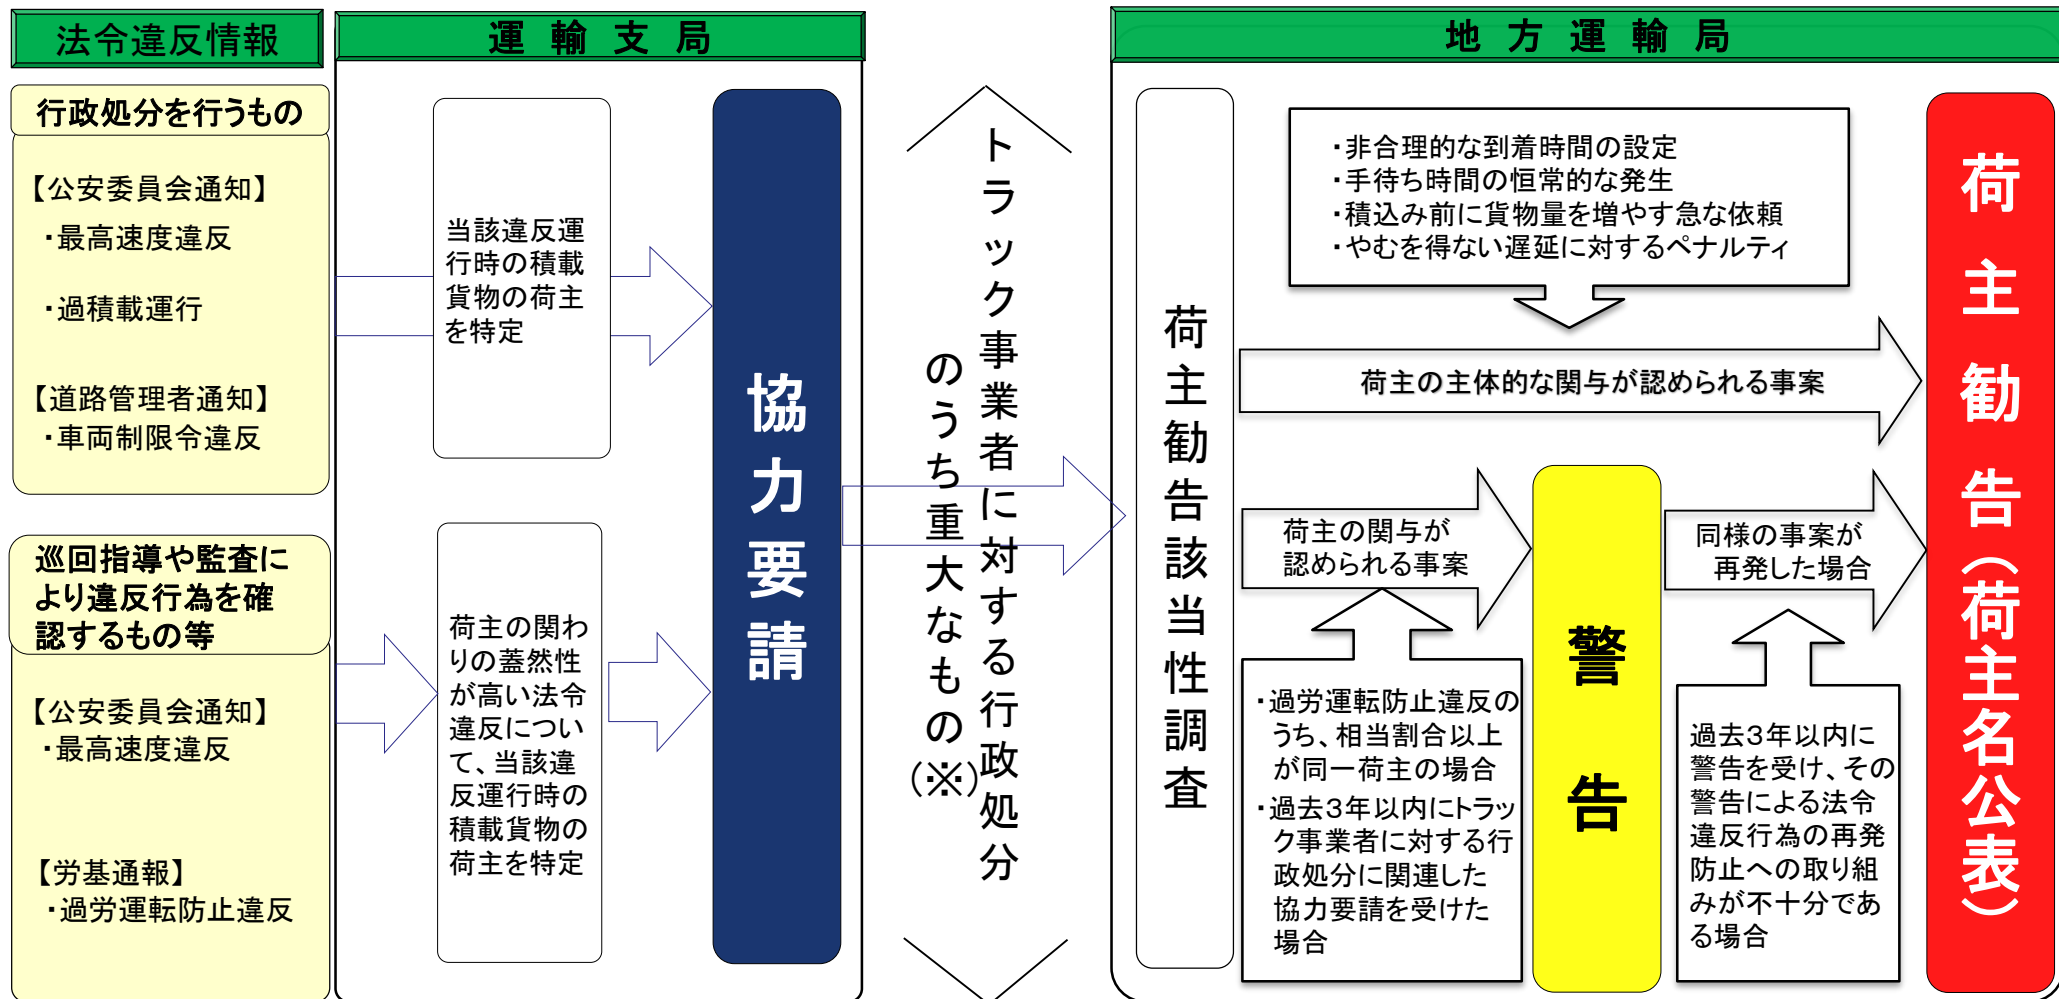 法令違反情報
行政処分を行うもの
【公安委員会通知】
・最高速度違反
・過積載運行
【道路管理者通知】
・車両制限令違反
巡回指導や監査に
より違反行為を確
認するもの等
【公安委員会通知】
・最高速度違反
【労基通報】
・過労運転防止違反
運輸支局
当該違反運
行時の積載
貨物の荷主
を特定
荷主の関わ
りの蓋然性
が高い法令
違反につい
て、当該違
反運行時の
積載貨物の
荷主を特定
協力要請
トラック事業者に対する行政処分
のうち重大なもの(※)
地方運輸局
荷主勧告該当性調査
・非合理的な到着時間の設定
・手待ち時間の恒常的な発生
・積込み前に貨物量を増やす急な依頼
・やむを得ない遅延に対するペナルティ
荷主の主体的な関与が認められる事案
荷主の関与が
認められる事案
・過労運転防止違反の
うち、相当割合以上
が同一荷主の場合
・過去3年以内にトラッ
ク事業者に対する行
政処分に関連した
協力要請を受けた
場合
警告
同様の事案が
再発した場合
過去3年以内に
警告を受け、その
警告による法令
違反行為の再発
防止への取り組
みが不十分であ
る場合
荷主勧告(荷主名公表)